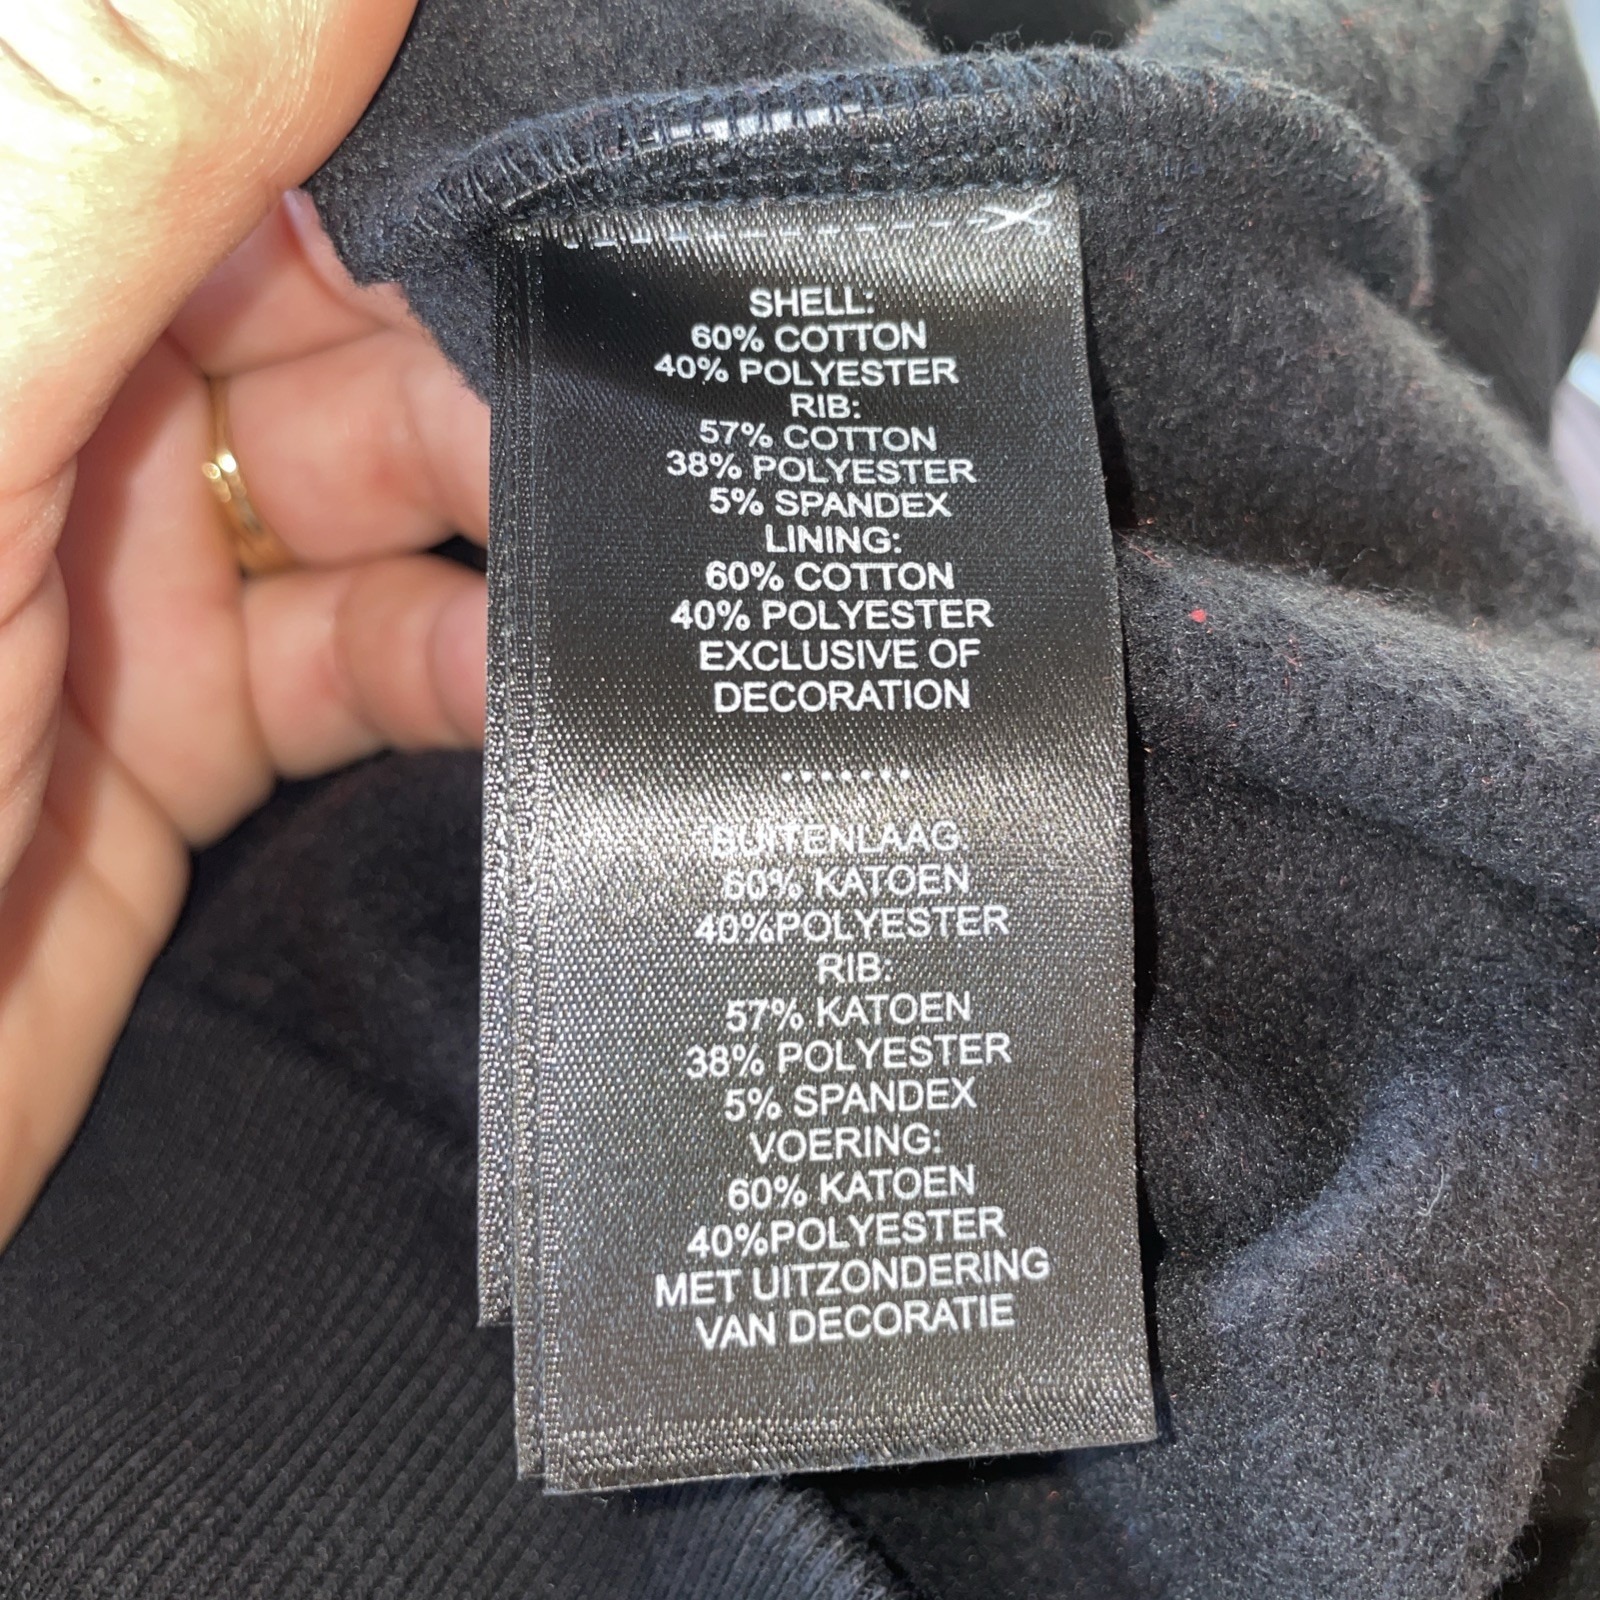 SHELL:
60% COTTON
40% POLYESTER
RIB:
57% COTTON
38% POLYESTER
5% SPANDEX
LINING:
60% COTTON
40% POLYESTER
EXCLUSIVE OF
DECORATION
.......
BUITENLAAG:
60% KATOEN
40%POLYESTER
RIB:
57% KATOEN
38% POLYESTER
5% SPANDEX
VOERING:
60% KATOEN
40%POLYESTER
MET UITZONDERING
VAN DECORATIE